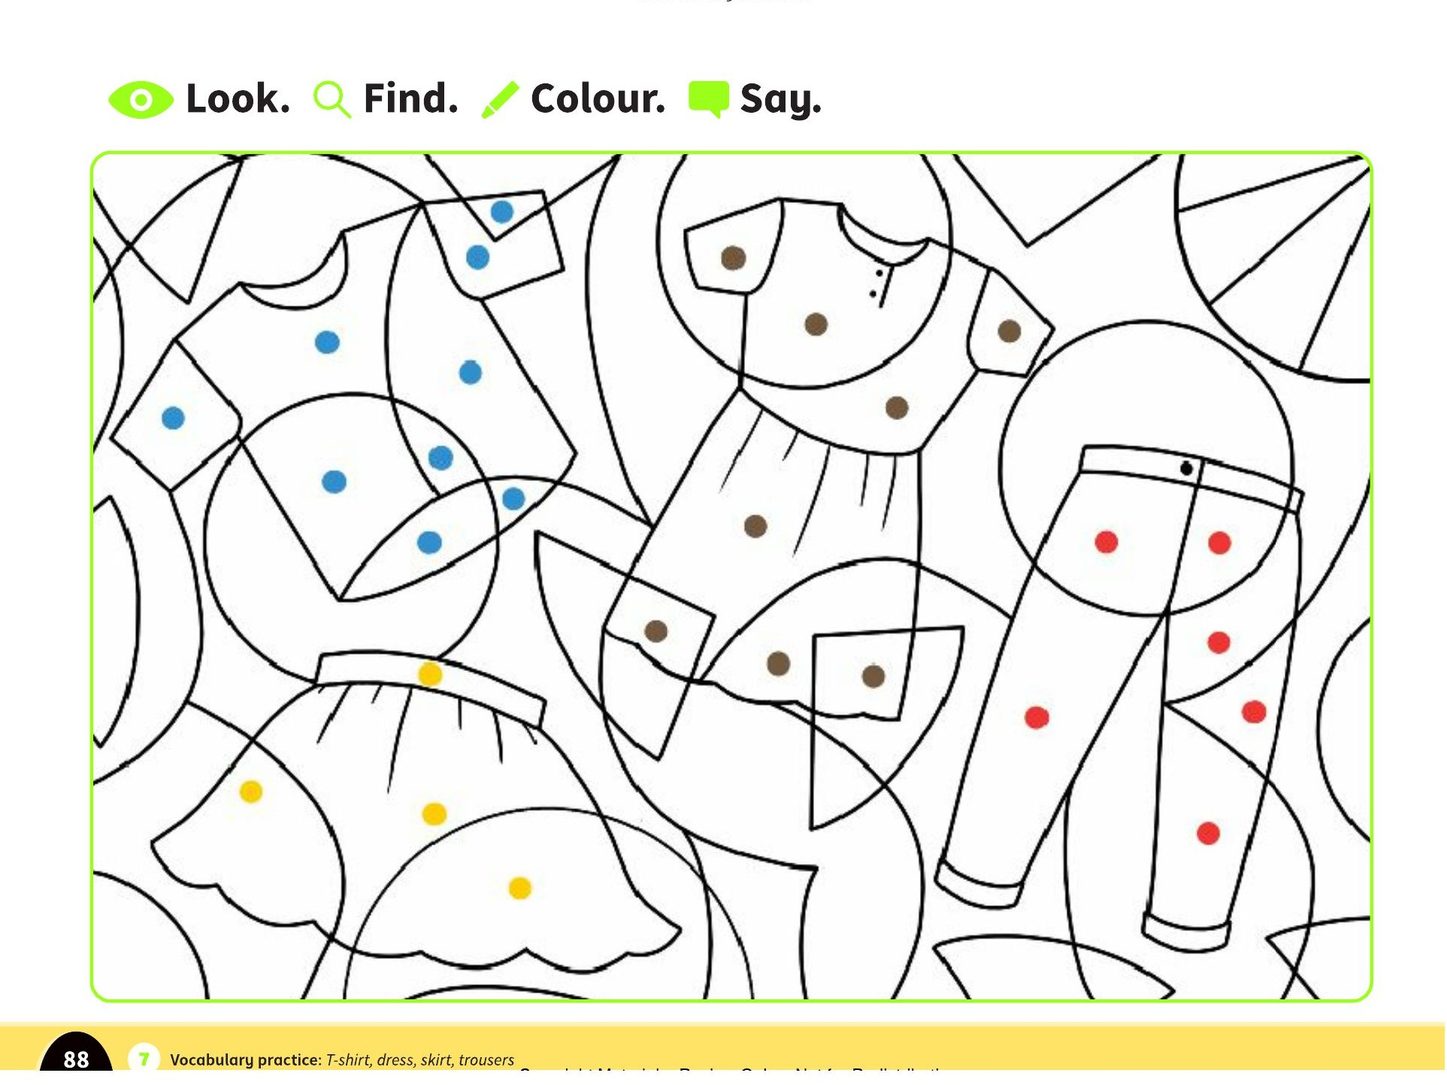 Look. Find. Colour. Say.
88 7 Vocabulary practice: T-shirt, dress, skirt, trousers